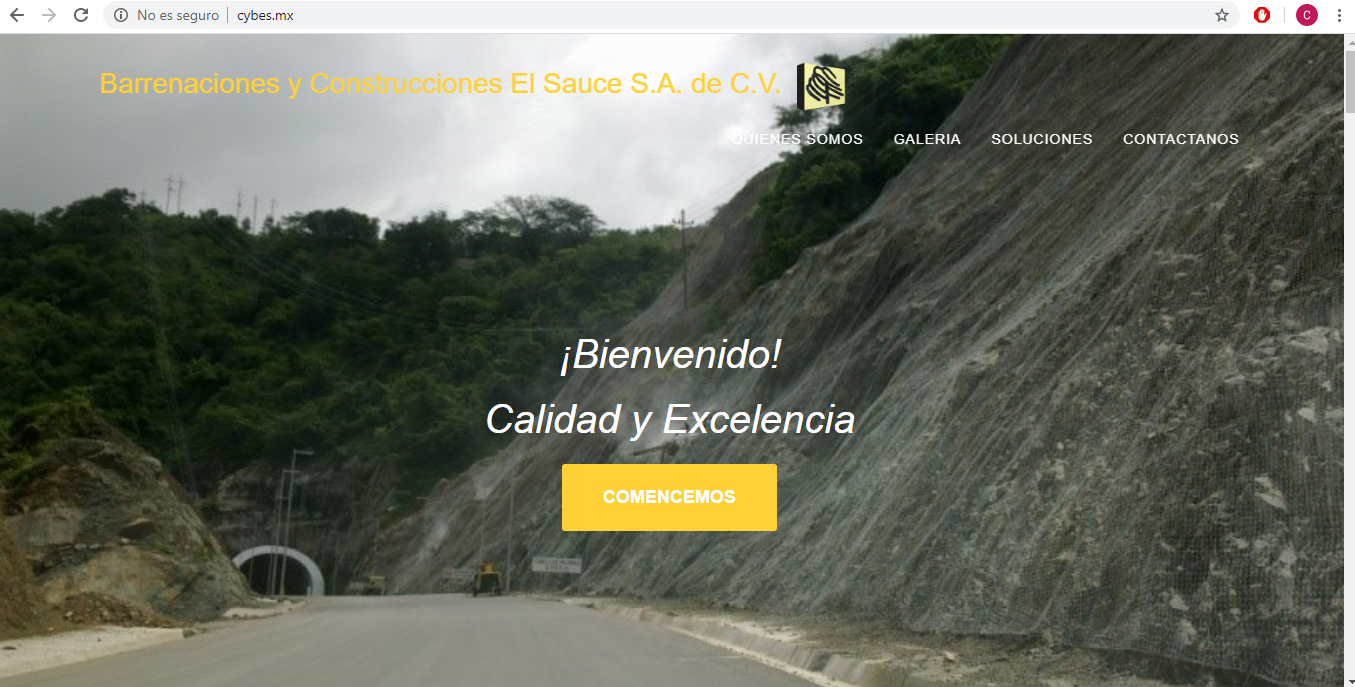 No es seguro | cybes.mx
C
Barrenaciones y Construcciones El Sauce S.A. de C.V.
QUIENES SOMOS GALERIA SOLUCIONES CONTACTANOS
¡Bienvenido!
Calidad y Excelencia
COMENCEMOS